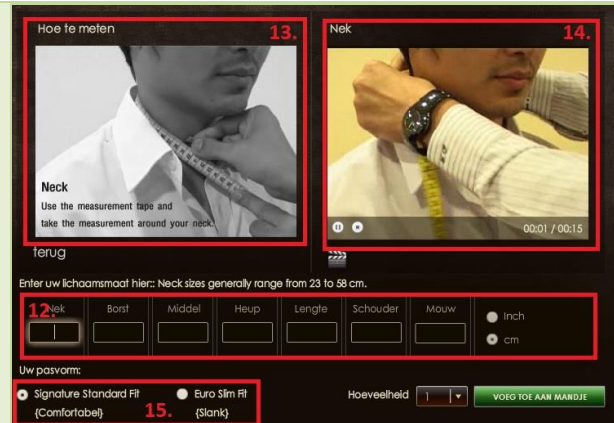 Hoe te meten
13.
Nek
14.
Neck
Use the measurement tape and
take the measurement around your neck.
00:01 / 00:15
terug
Enter uw lichaamsmaat hier:: Neck sizes generally range from 23 to 58 cm.
12.
Nek Borst Middel Heup Lengte Schouder Mouw
Inch
cm
Uw pasvorm:
Signature Standard Fit Euro Slim Fit
{Comfortabel} 15. {Slank}
Hoeveelheid 1 VOEG TOE AAN MANDJE